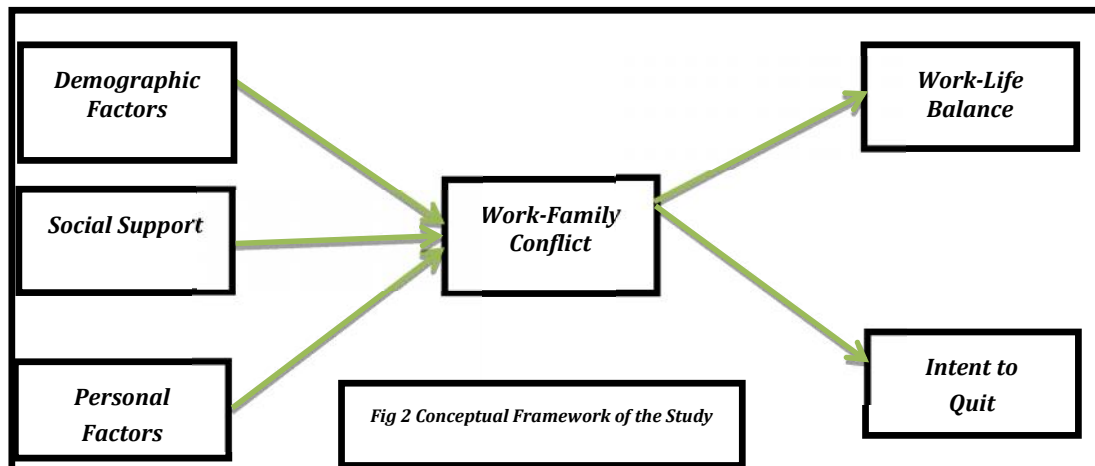 Demographic
Factors
Social Support
Personal
Factors
Work-Family
Conflict
Work-Life
Balance
Intent to
Quit
Fig 2 Conceptual Framework of the Study